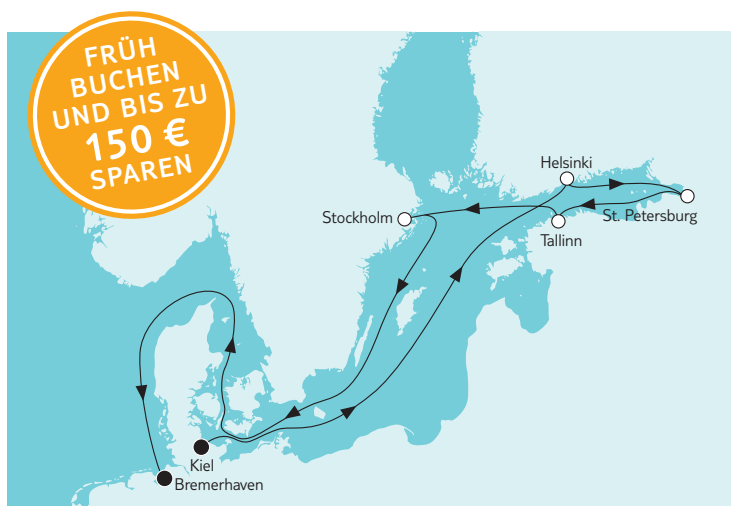 FRÜH
BUCHEN
UND BIS ZU
150 €
SPAREN
Helsinki
Stockholm
St. Petersburg
Tallinn
Kiel
Bremerhaven